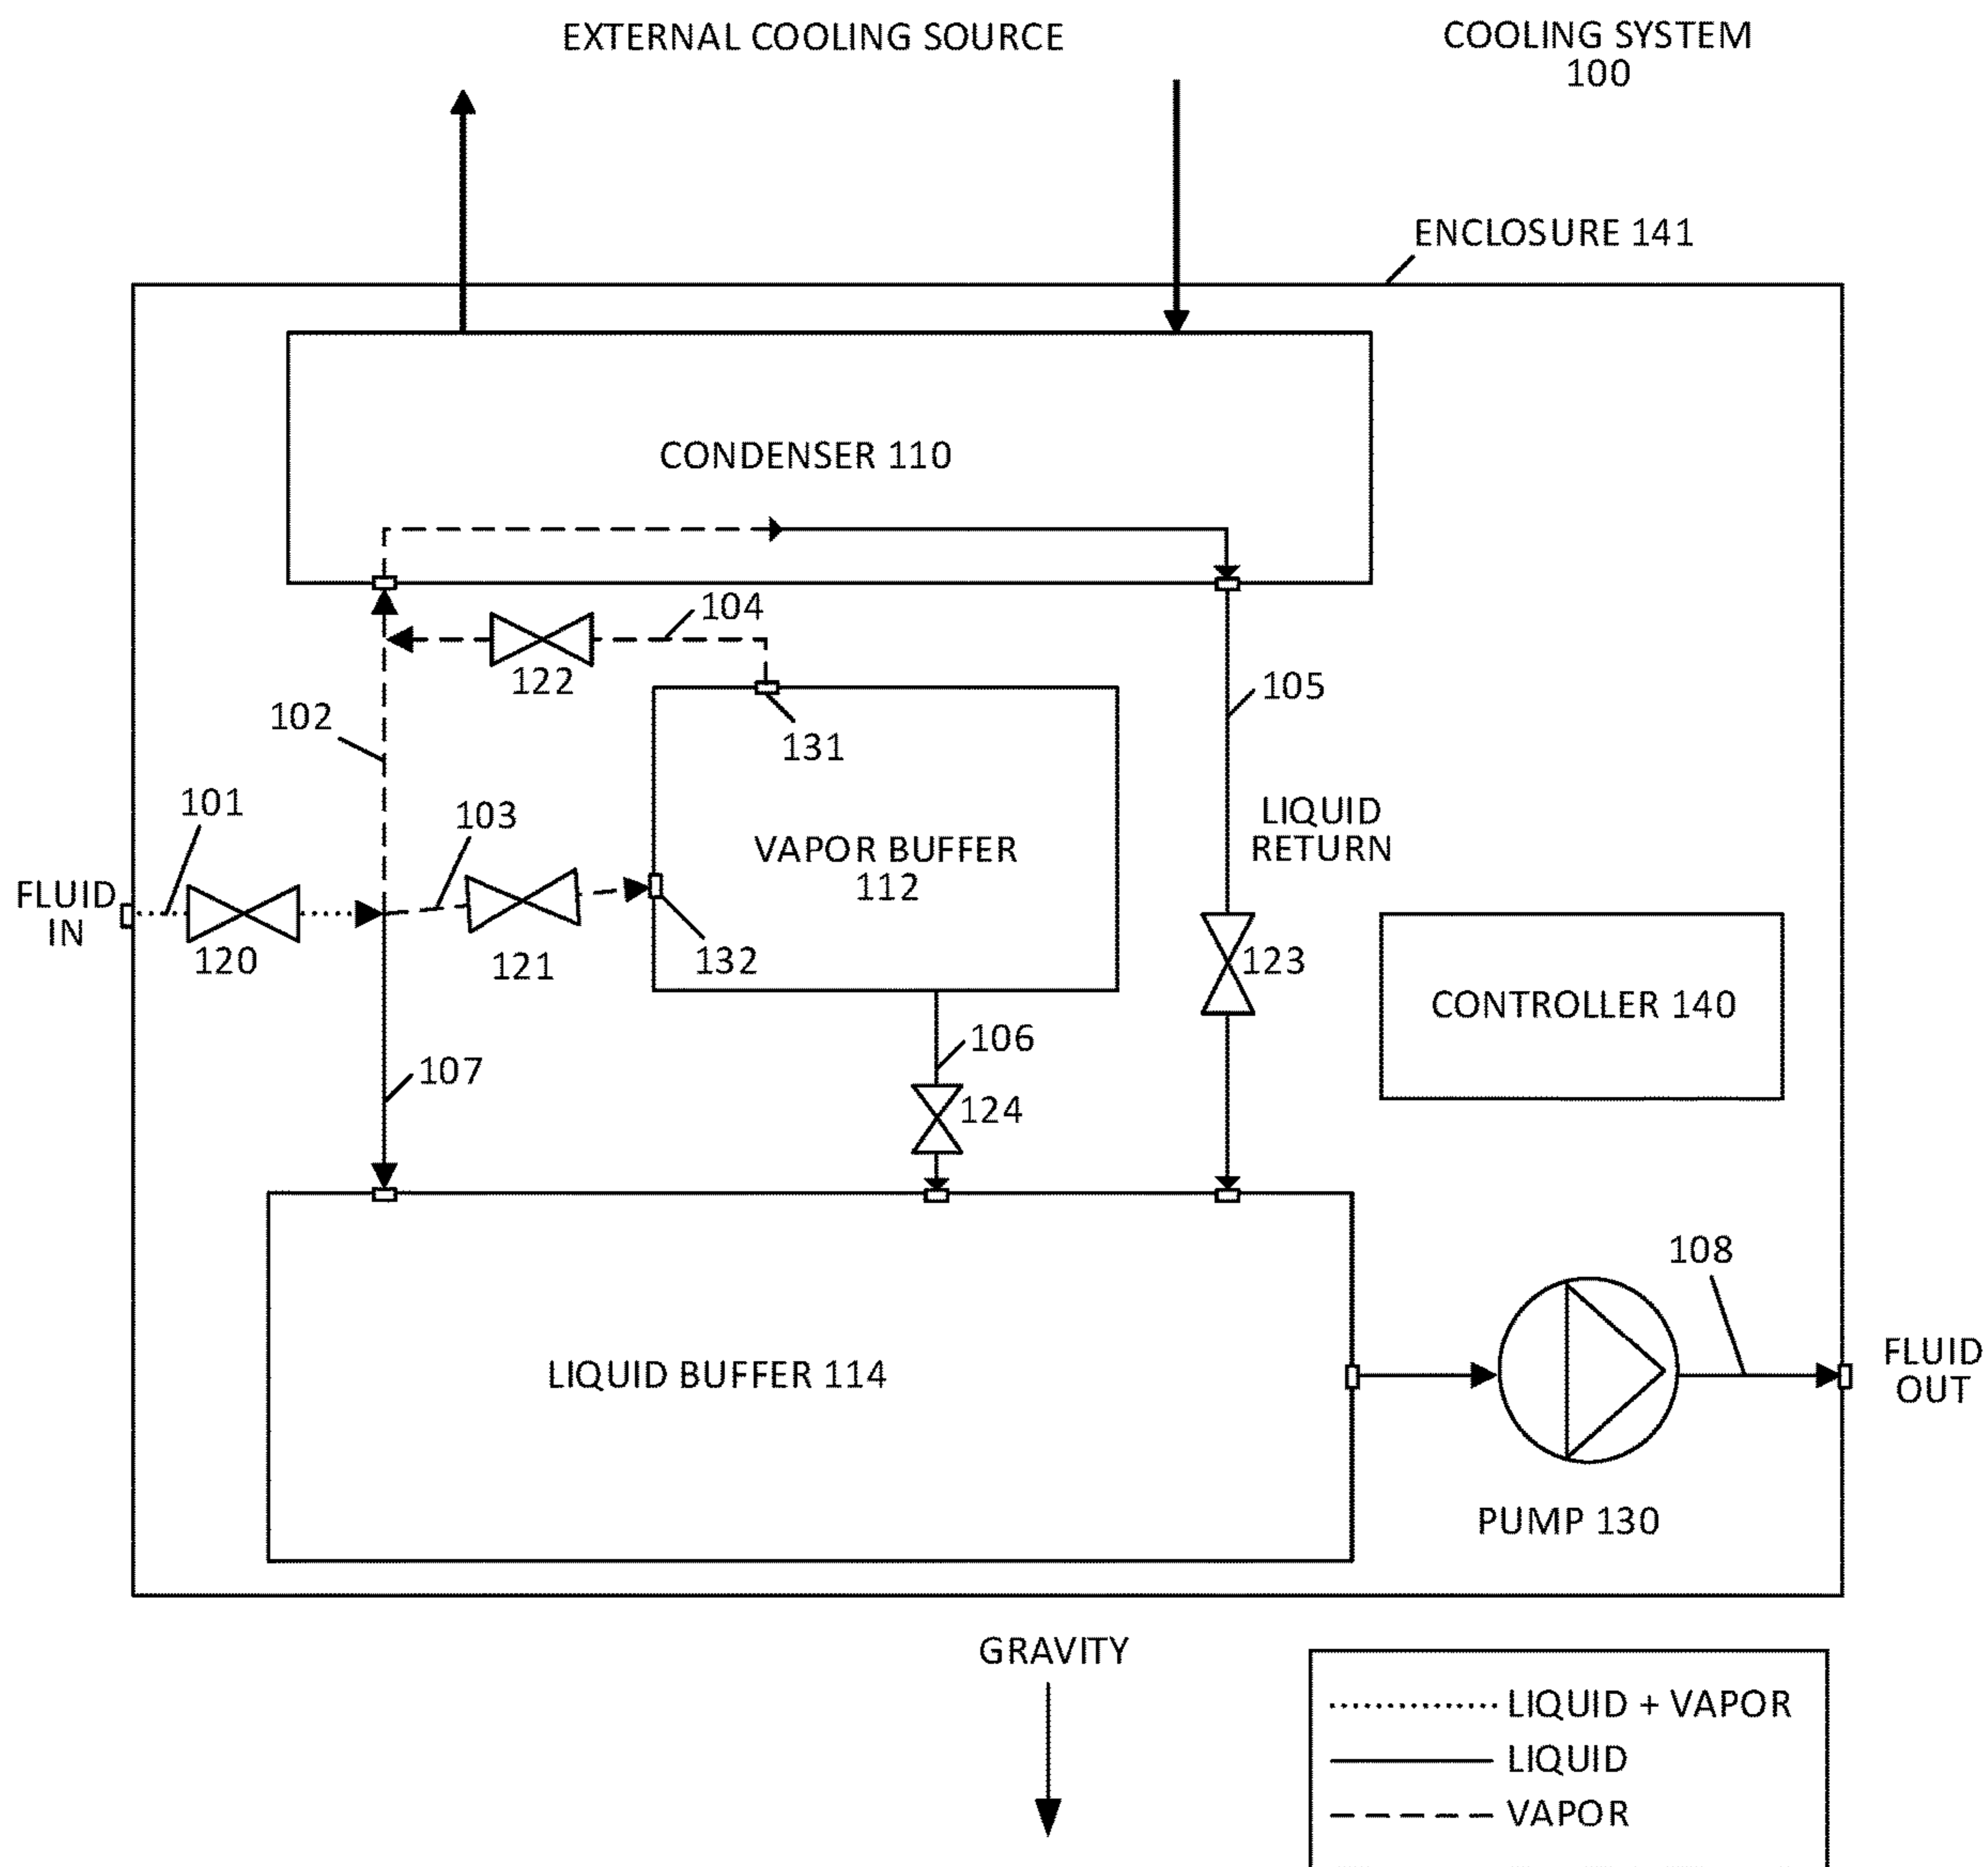 EXTERNAL COOLING SOURCE
COOLING SYSTEM
100
ENCLOSURE 141
CONDENSER 110
104
122
105
102
131
101
103
LIQUID
RETURN
VAPOR BUFFER
112
FLUID
IN
120
121
132
123
CONTROLLER 140
106
107
124
108
FLUID
OUT
LIQUID BUFFER 114
PUMP 130
GRAVITY
LIQUID + VAPOR
LIQUID
VAPOR